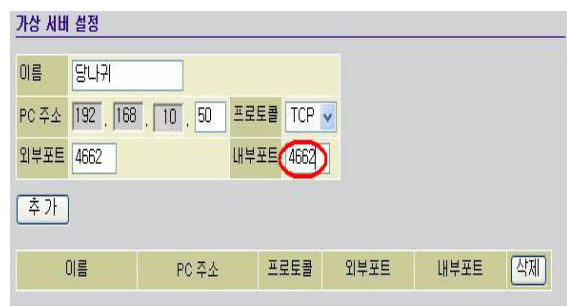 가상 서버 설정
이름 당나귀
PC 주소 192 . 168 . 10 . 50 프로토콜 TCP
외부포트 4662 내부포트 4662
추가
이름 PC 주소 프로토콜 외부포트 내부포트 삭제